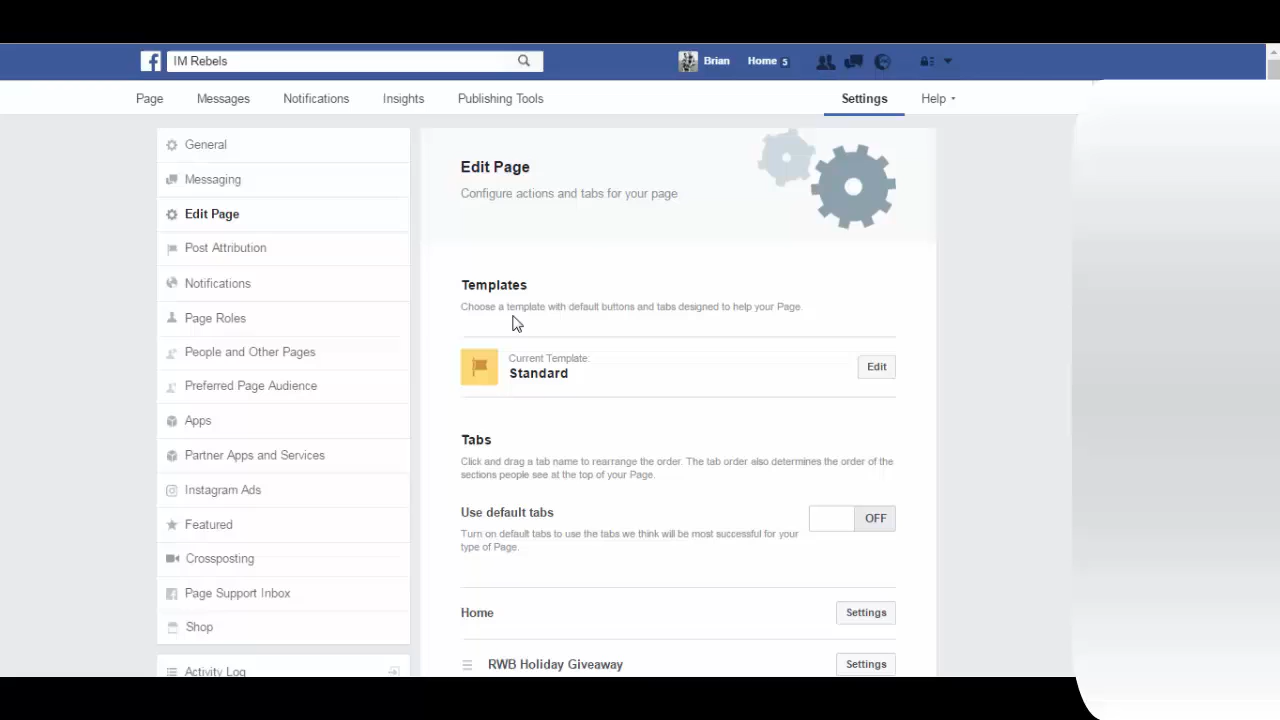 IM Rebels
Brian
Home 5
Page
Messages
Notifications
Insights
Publishing Tools
Settings
Help
General
Messaging
Edit Page
Post Attribution
Notifications
Page Roles
People and Other Pages
Preferred Page Audience
Apps
Partner Apps and Services
Instagram Ads
Featured
Crossposting
Page Support Inbox
Shop
Activity Log
Edit Page
Configure actions and tabs for your page
Templates
Choose a template with default buttons and tabs designed to help your Page.
Current Template:
Standard
Edit
Tabs
Click and drag a tab name to rearrange the order. The tab order also determines the order of the
sections people see at the top of your Page.
Use default tabs
OFF
Turn on default tabs to use the tabs we think will be most successful for your
type of Page.
Home
Settings
RWB Holiday Giveaway
Settings